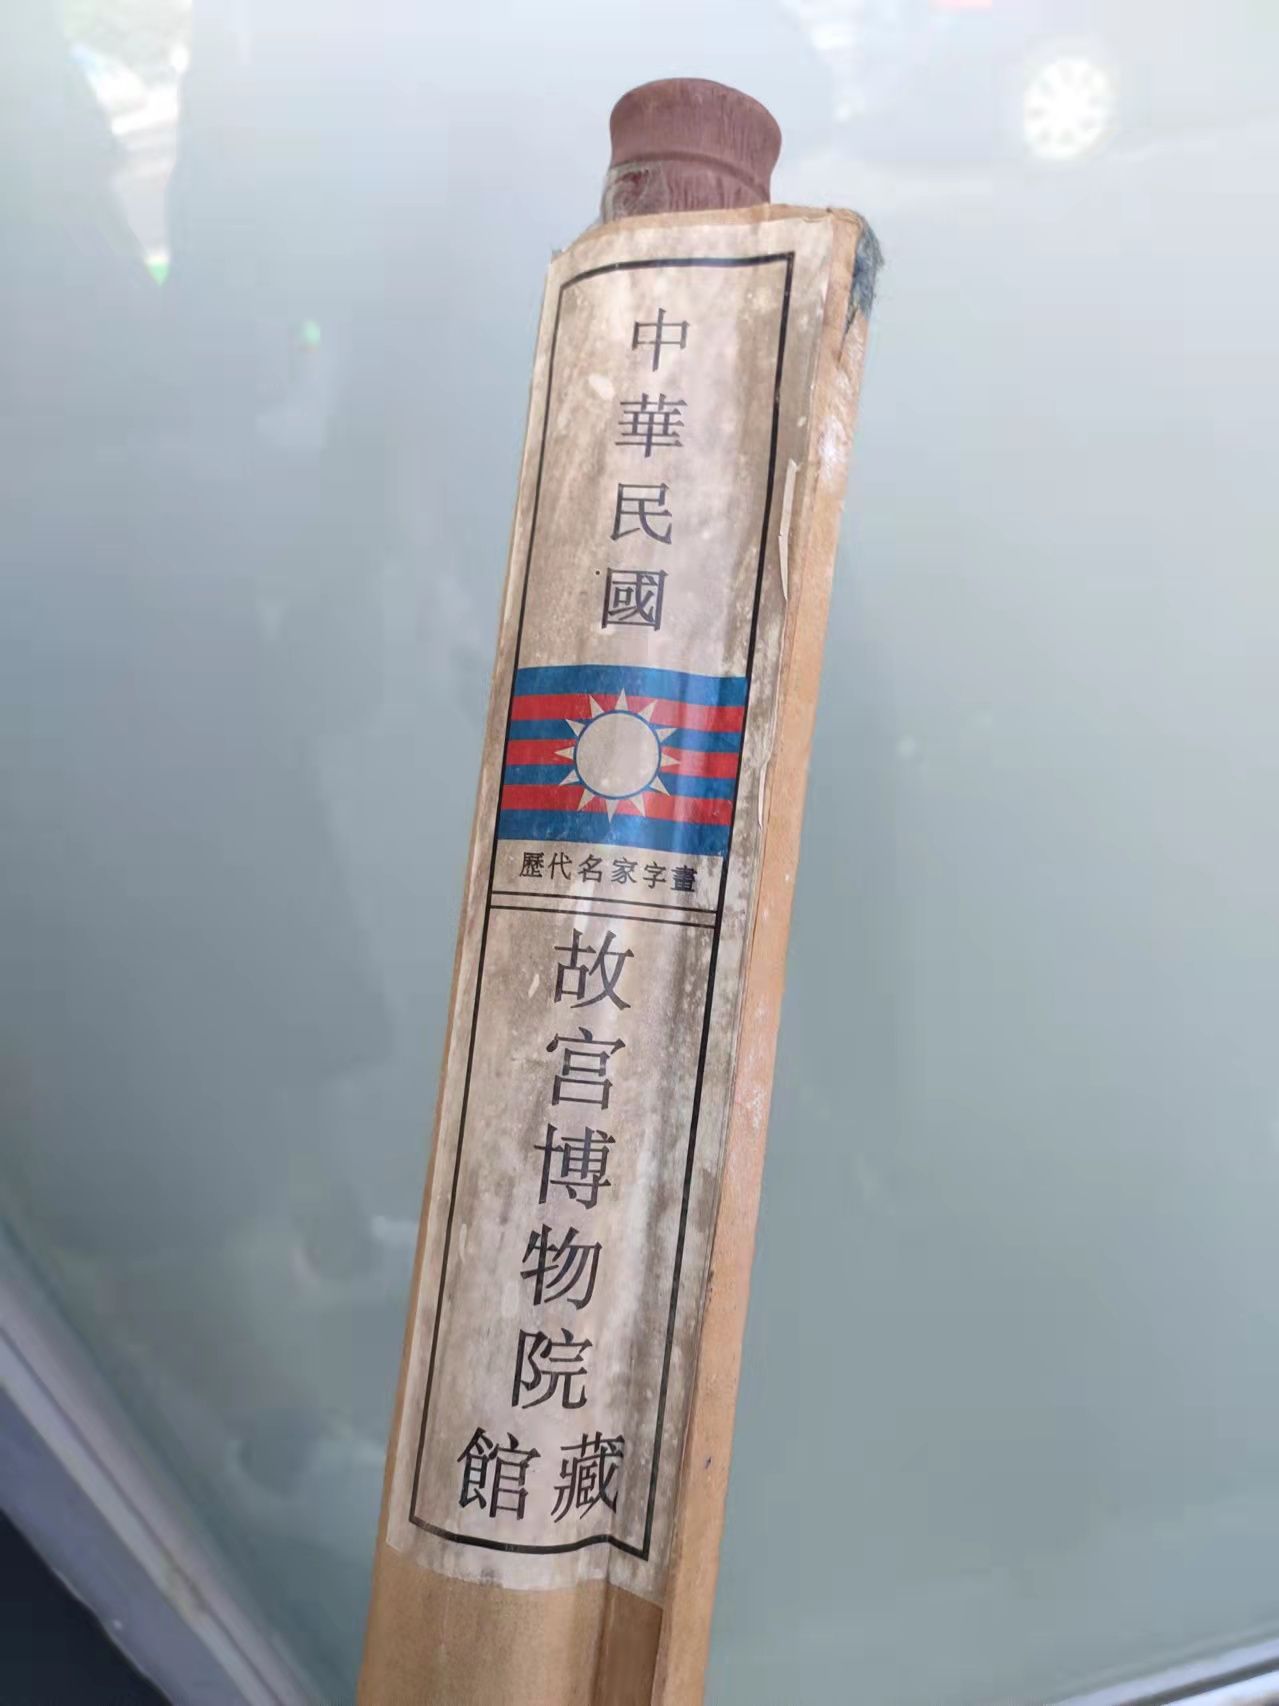 中華民國
歷代名家字畫
故宮博物院
館藏